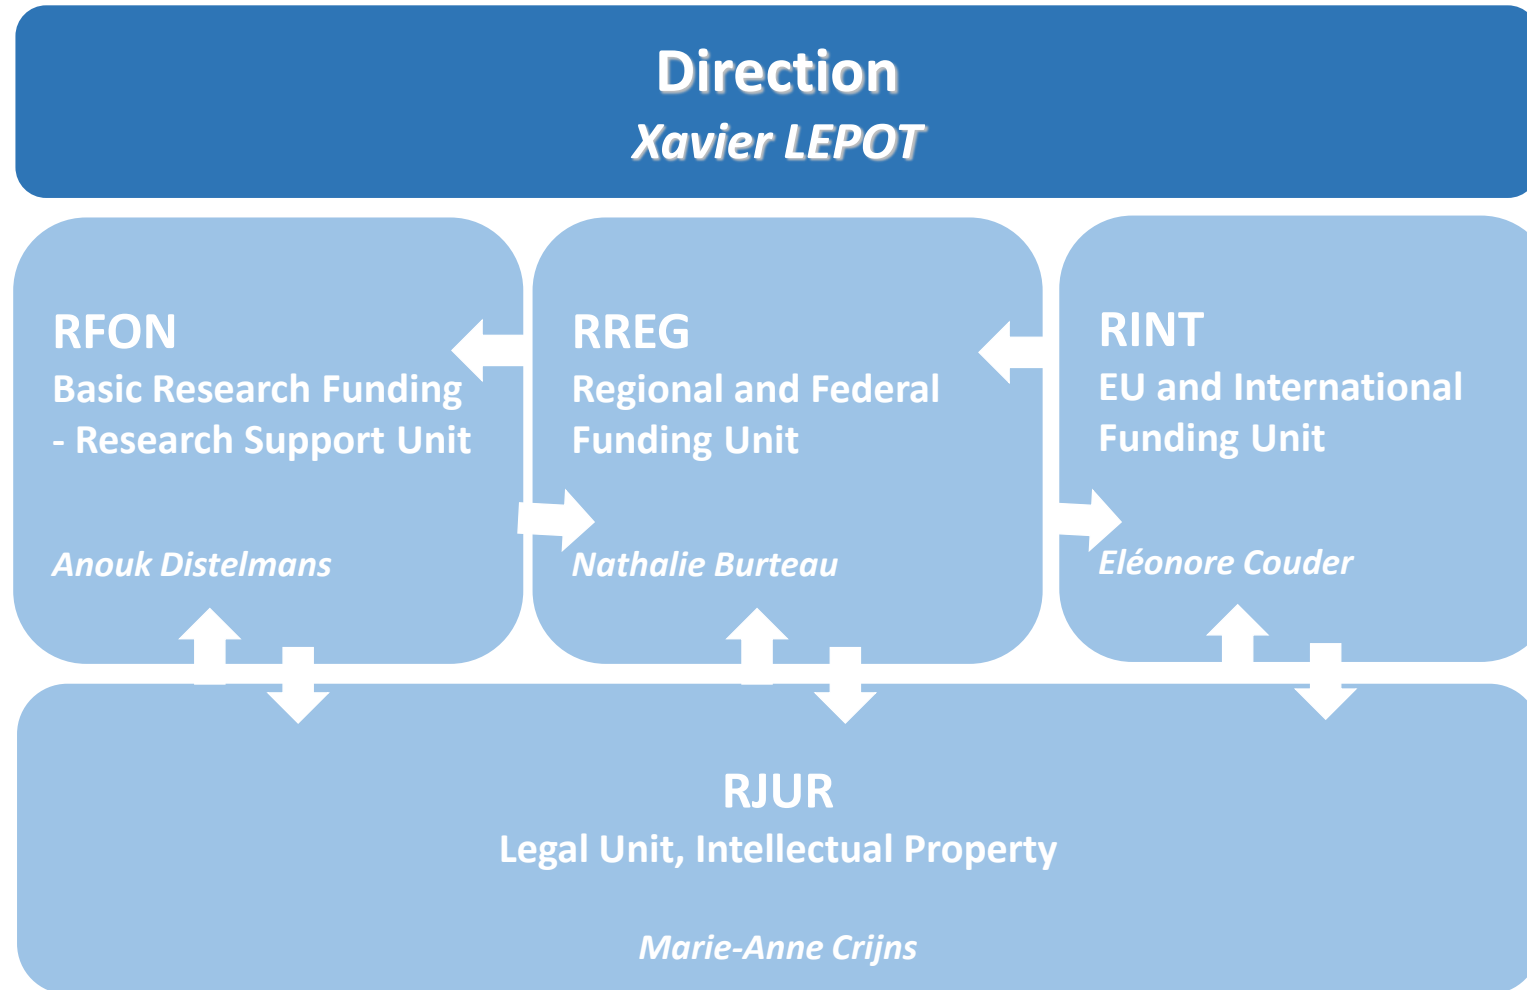 Direction
Xavier LEPOT
RFON
Basic Research Funding
- Research Support Unit
Anouk Distelmans
RREG
Regional and Federal
Funding Unit
Nathalie Burteau
RINT
EU and International
Funding Unit
Eléonore Couder
RJUR
Legal Unit, Intellectual Property
Marie-Anne Crijns